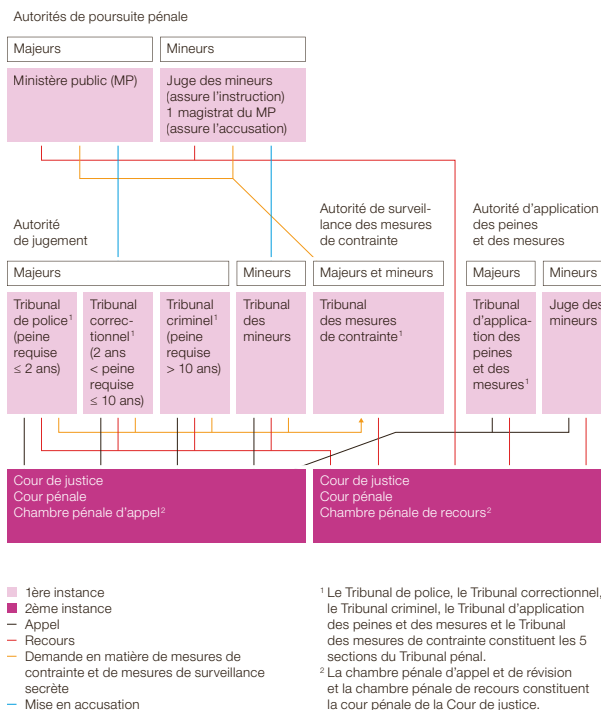 Autorités de poursuite pénale
Majeurs
Mineurs
Ministère public (MP)
Juge des mineurs
(assure l'instruction)
1 magistrat du MP
(assure l'accusation)
Autorité
de jugement
Autorité de surveil-
lance des mesures
de contrainte
Autorité d'application
des peines
et des mesures
Majeurs
Mineurs
Majeurs et mineurs
Majeurs
Mineurs
Tribunal
de police¹
(peine
requise
≤ 2 ans)
Tribunal
correc-
tionnel¹
(2 ans
< peine
requise
≤ 10 ans)
Tribunal
criminel¹
(peine
requise
> 10 ans)
Tribunal
des
mineurs
Tribunal
des mesures
de contrainte¹
Tribunal
d'applica-
tion des
peines
et des
mesures¹
Juge des
mineurs
Cour de justice
Cour pénale
Chambre pénale d'appel²
Cour de justice
Cour pénale
Chambre pénale de recours²
1ère instance
2ème instance
Appel
Recours
Demande en matière de mesures de
contrainte et de mesures de surveillance
secrète
Mise en accusation
¹ Le Tribunal de police, le Tribunal correctionnel,
le Tribunal criminel, le Tribunal d'application
des peines et des mesures et le Tribunal
des mesures de contrainte constituent les 5
sections du Tribunal pénal.
² La chambre pénale d'appel et de révision
et la chambre pénale de recours constituent
la cour pénale de la Cour de justice.